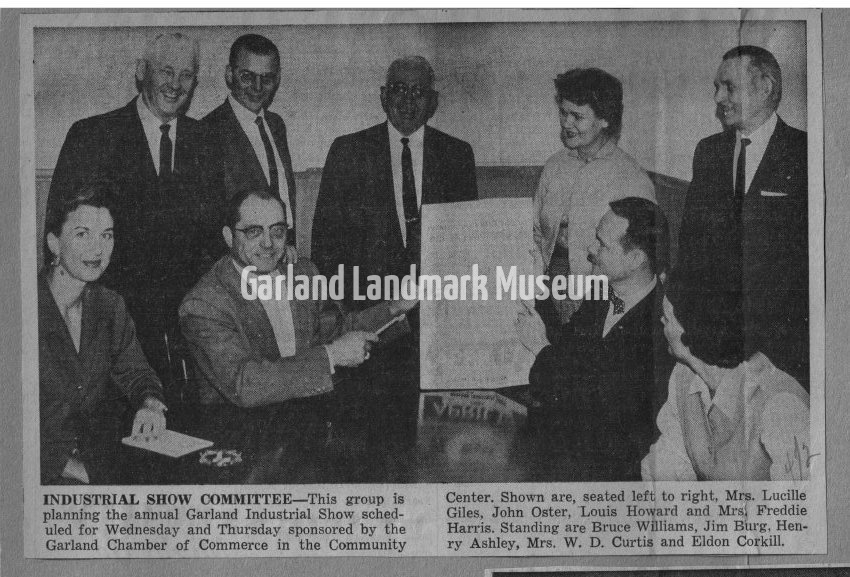 Garland Landmark Museum
INDUSTRIAL SHOW COMMITTEE—This group is
planning the annual Garland Industrial Show sched-
uled for Wednesday and Thursday sponsored by the
Garland Chamber of Commerce in the Community
Center. Shown are, seated left to right, Mrs. Lucille
Giles, John Oster, Louis Howard and Mrs. Freddie
Harris. Standing are Bruce Williams, Jim Burg, Hen-
ry Ashley, Mrs. W. D. Curtis and Eldon Corkill.